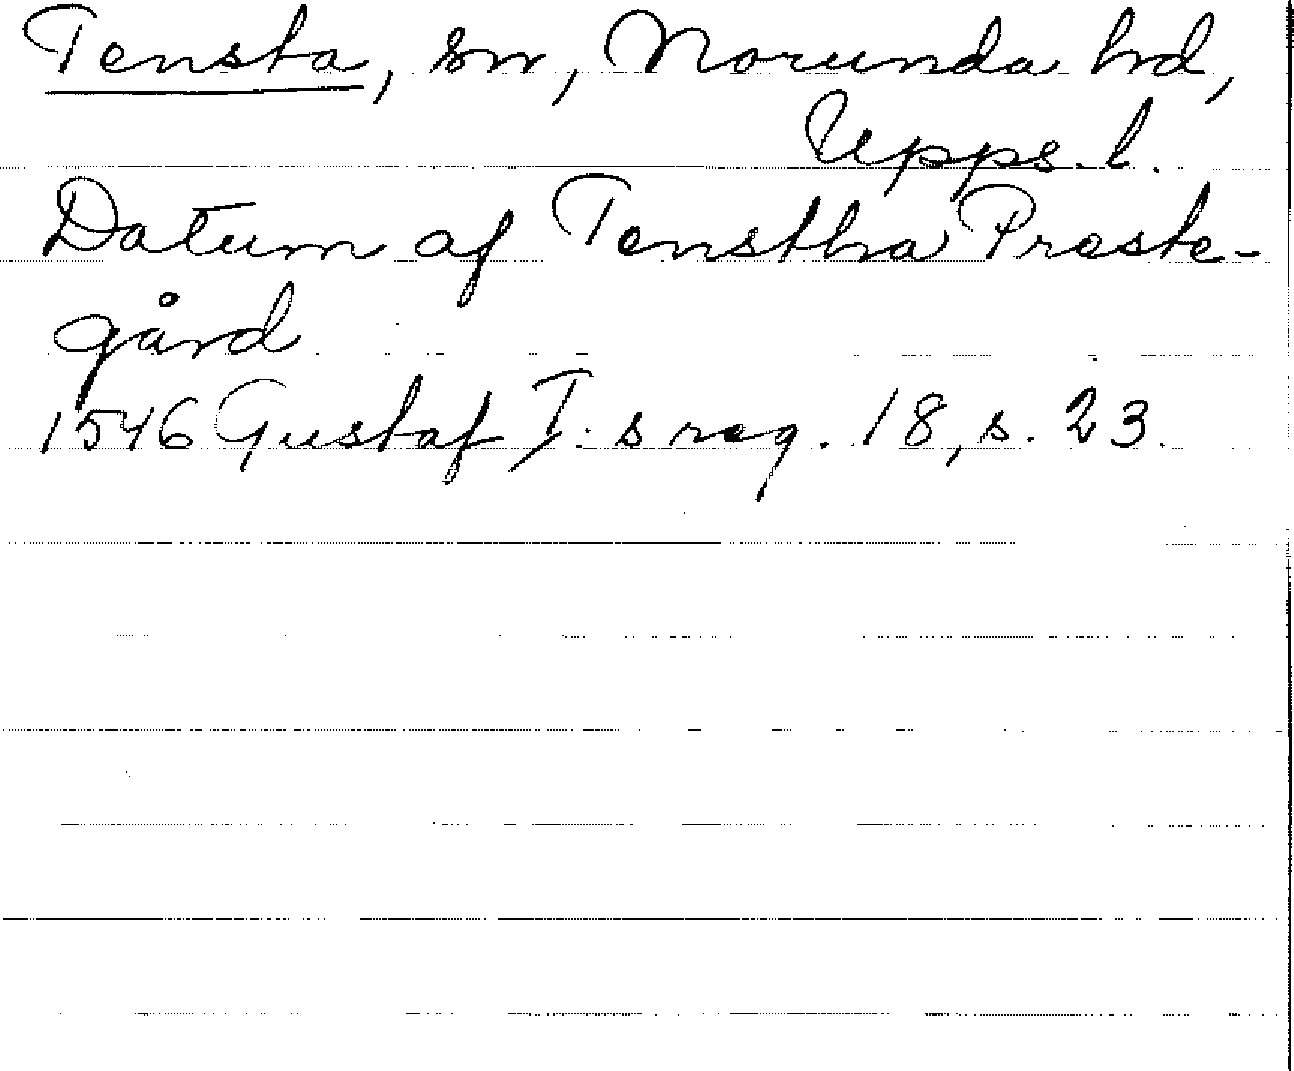 Tensta, sn, Norunda hd,
Upps. l.
Datum af Tenstha Preste-
gård
1546 Gustaf I:s reg. 18, s. 23.